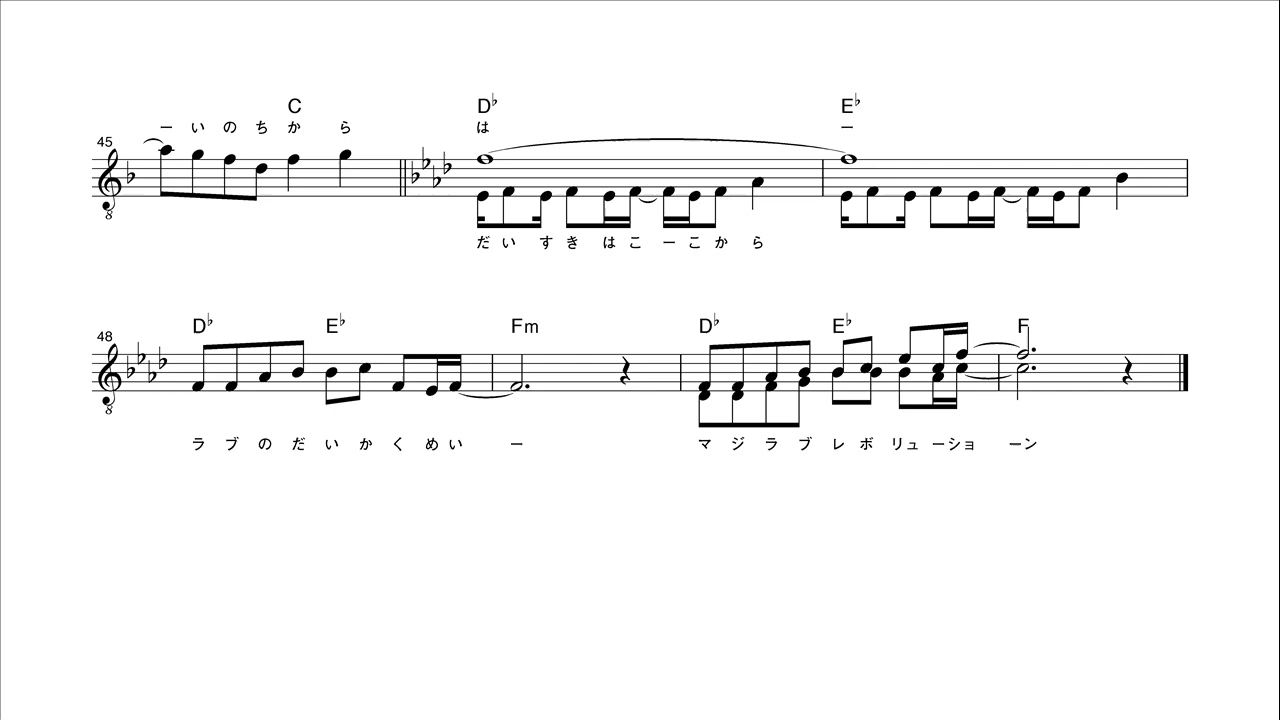 C D♭ E♭
ー い の ち か ら は ー
45
8
だ い す き は こ ー こ か ら
D♭ E♭ Fm D♭ E♭ F
48
8
ラ ブ の だ い か く め い ー マ ジ ラ ブ レ ボ リュ ーショ ーン